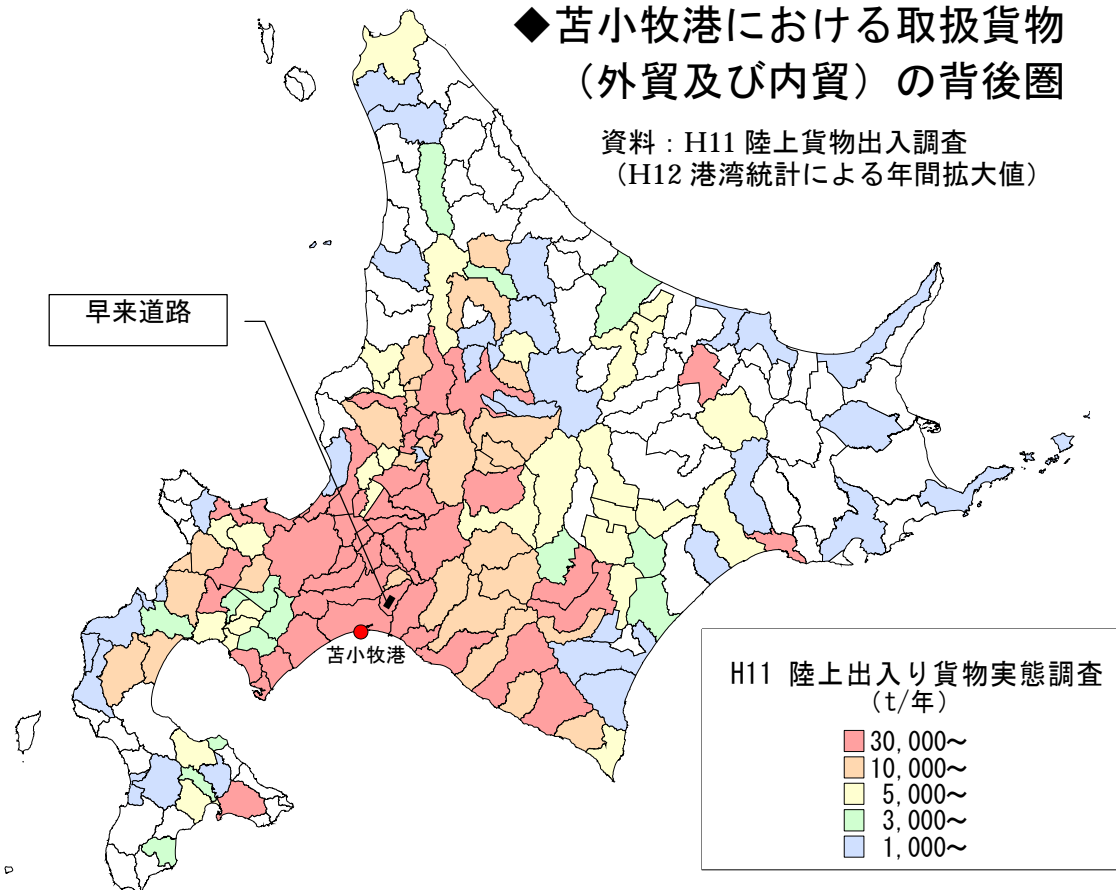 ◆苫小牧港における取扱貨物
（外貿及び内貿）の背後圏
資料：H11 陸上貨物出入調査
（H12 港湾統計による年間拡大値）
早来道路
苫小牧港
H11 陸上出入り貨物実態調査
(t/年)
30,000～
10,000～
5,000～
3,000～
1,000～